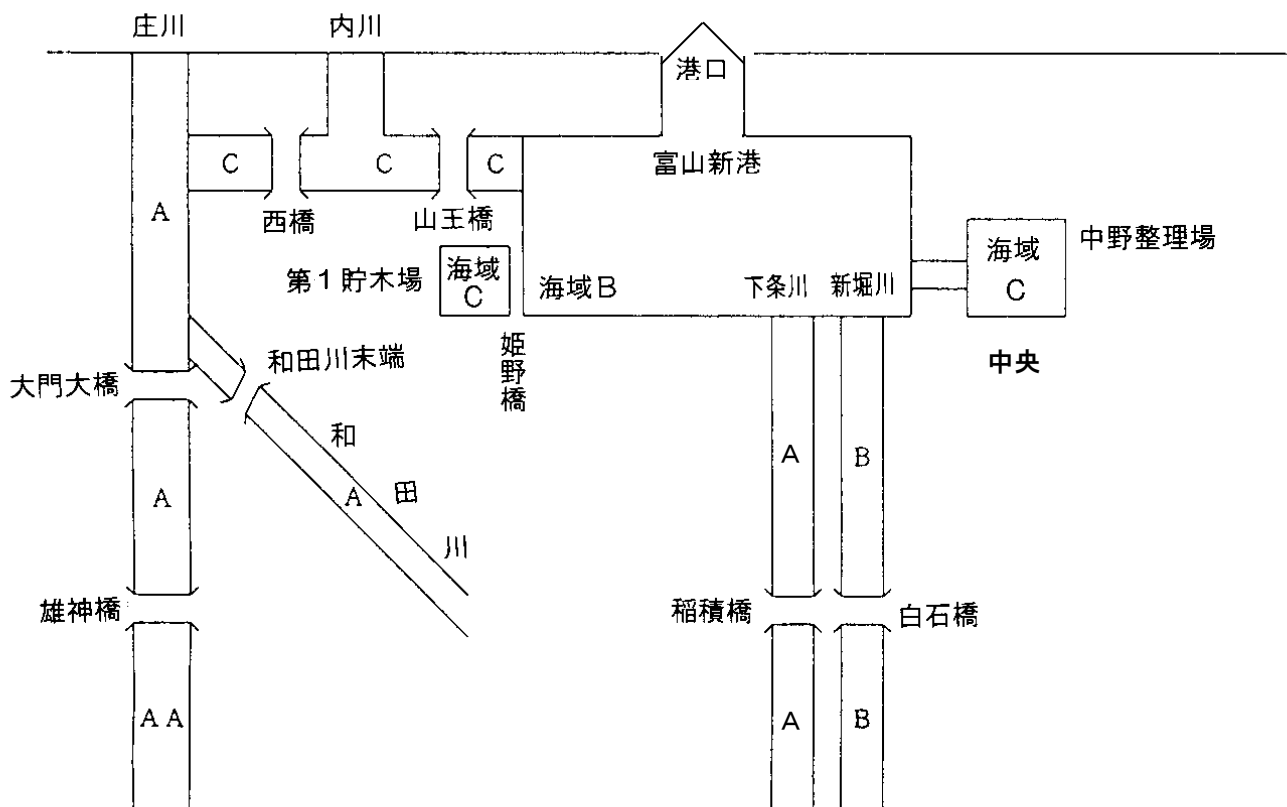 庄川
内川
港口
C
C
C
富山新港
A
西橋
山王橋
中野整理場
海域
C
第1貯木場
海域
C
海域B
下条川
新堀川
姫野橋
中央
和田川末端
大門大橋
和田川
A
A
A
B
雄神橋
稲積橋
白石橋
AA
A
B